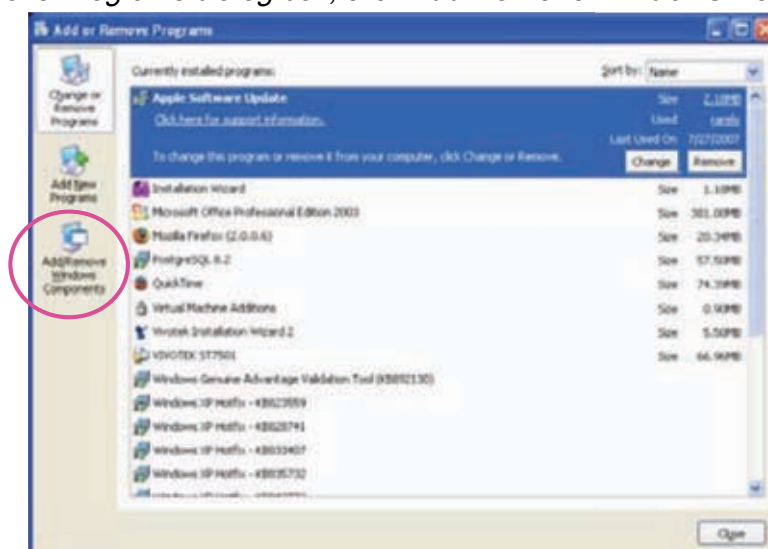 Add or Remove Programs
Currently installed programs:
Sort by: Name
Change or
Remove
Programs
Apple Software Update
Size 2.18MB
Click here for support information.
Used rarely
Last Used On 7/27/2007
To change this program or remove it from your computer, click Change or Remove.
Change Remove
Add New
Programs
Installation Wizard Size 1.10MB
Microsoft Office Professional Edition 2003 Size 381.00MB
Mozilla Firefox (2.0.0.6) Size 20.34MB
Add/Remove
Windows
Components
PostgreSQL 8.2 Size 57.50MB
QuickTime Size 74.39MB
Virtual Machine Additions Size 0.90MB
Vivotek Installation Wizard 2 Size 5.50MB
VIVOTEK ST7501 Size 66.96MB
Windows Genuine Advantage Validation Tool (KB892130)
Windows XP Hotfix - KB823559
Windows XP Hotfix - KB828741
Windows XP Hotfix - KB833407
Windows XP Hotfix - KB835732
Close